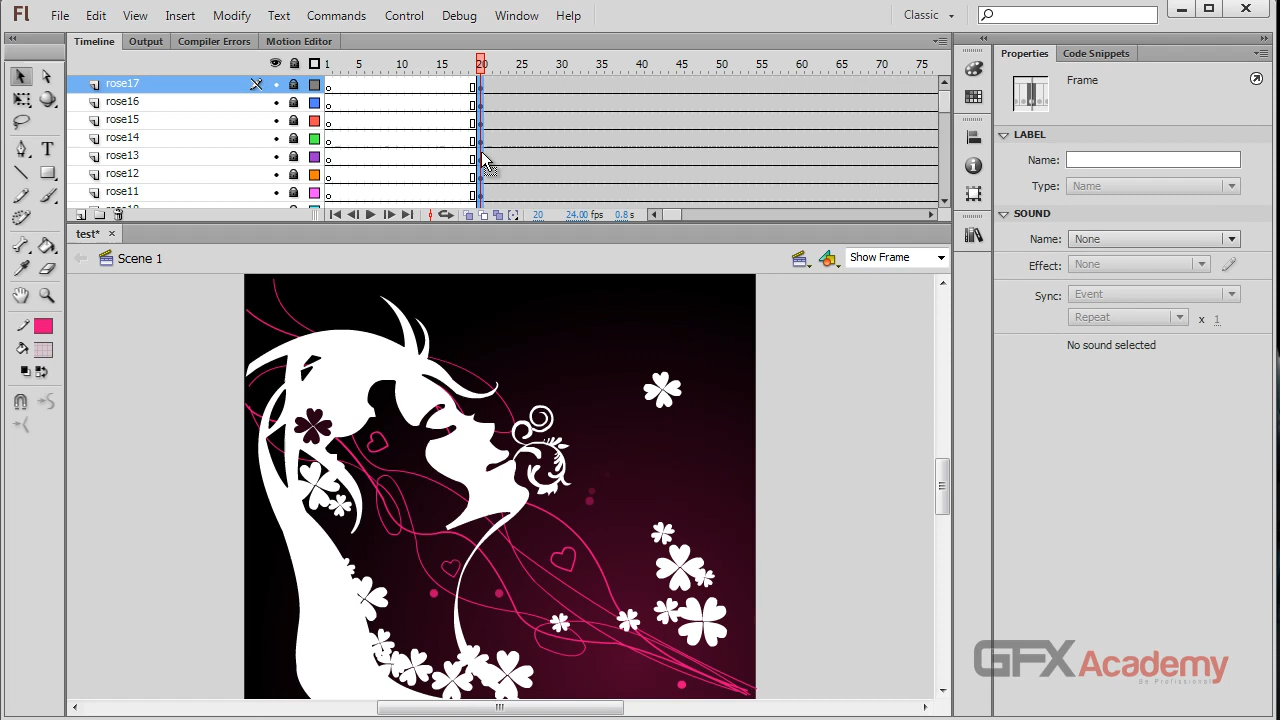 Fl File Edit View Insert Modify Text Commands Control Debug Window Help Classic
Timeline Output Compiler Errors Motion Editor
1 5 10 15 20 25 30 35 40 45 50 55 60 65 70 75
rose17
rose16
rose15
rose14
rose13
rose12
rose11
20 24.00 fps 0.8 s
test*
Scene 1
Show Frame
Properties Code Snippets
Frame
LABEL
Name:
Type: Name
SOUND
Name: None
Effect: None
Sync: Event
Repeat x 1
No sound selected
T
GFX Academy
Be Professional